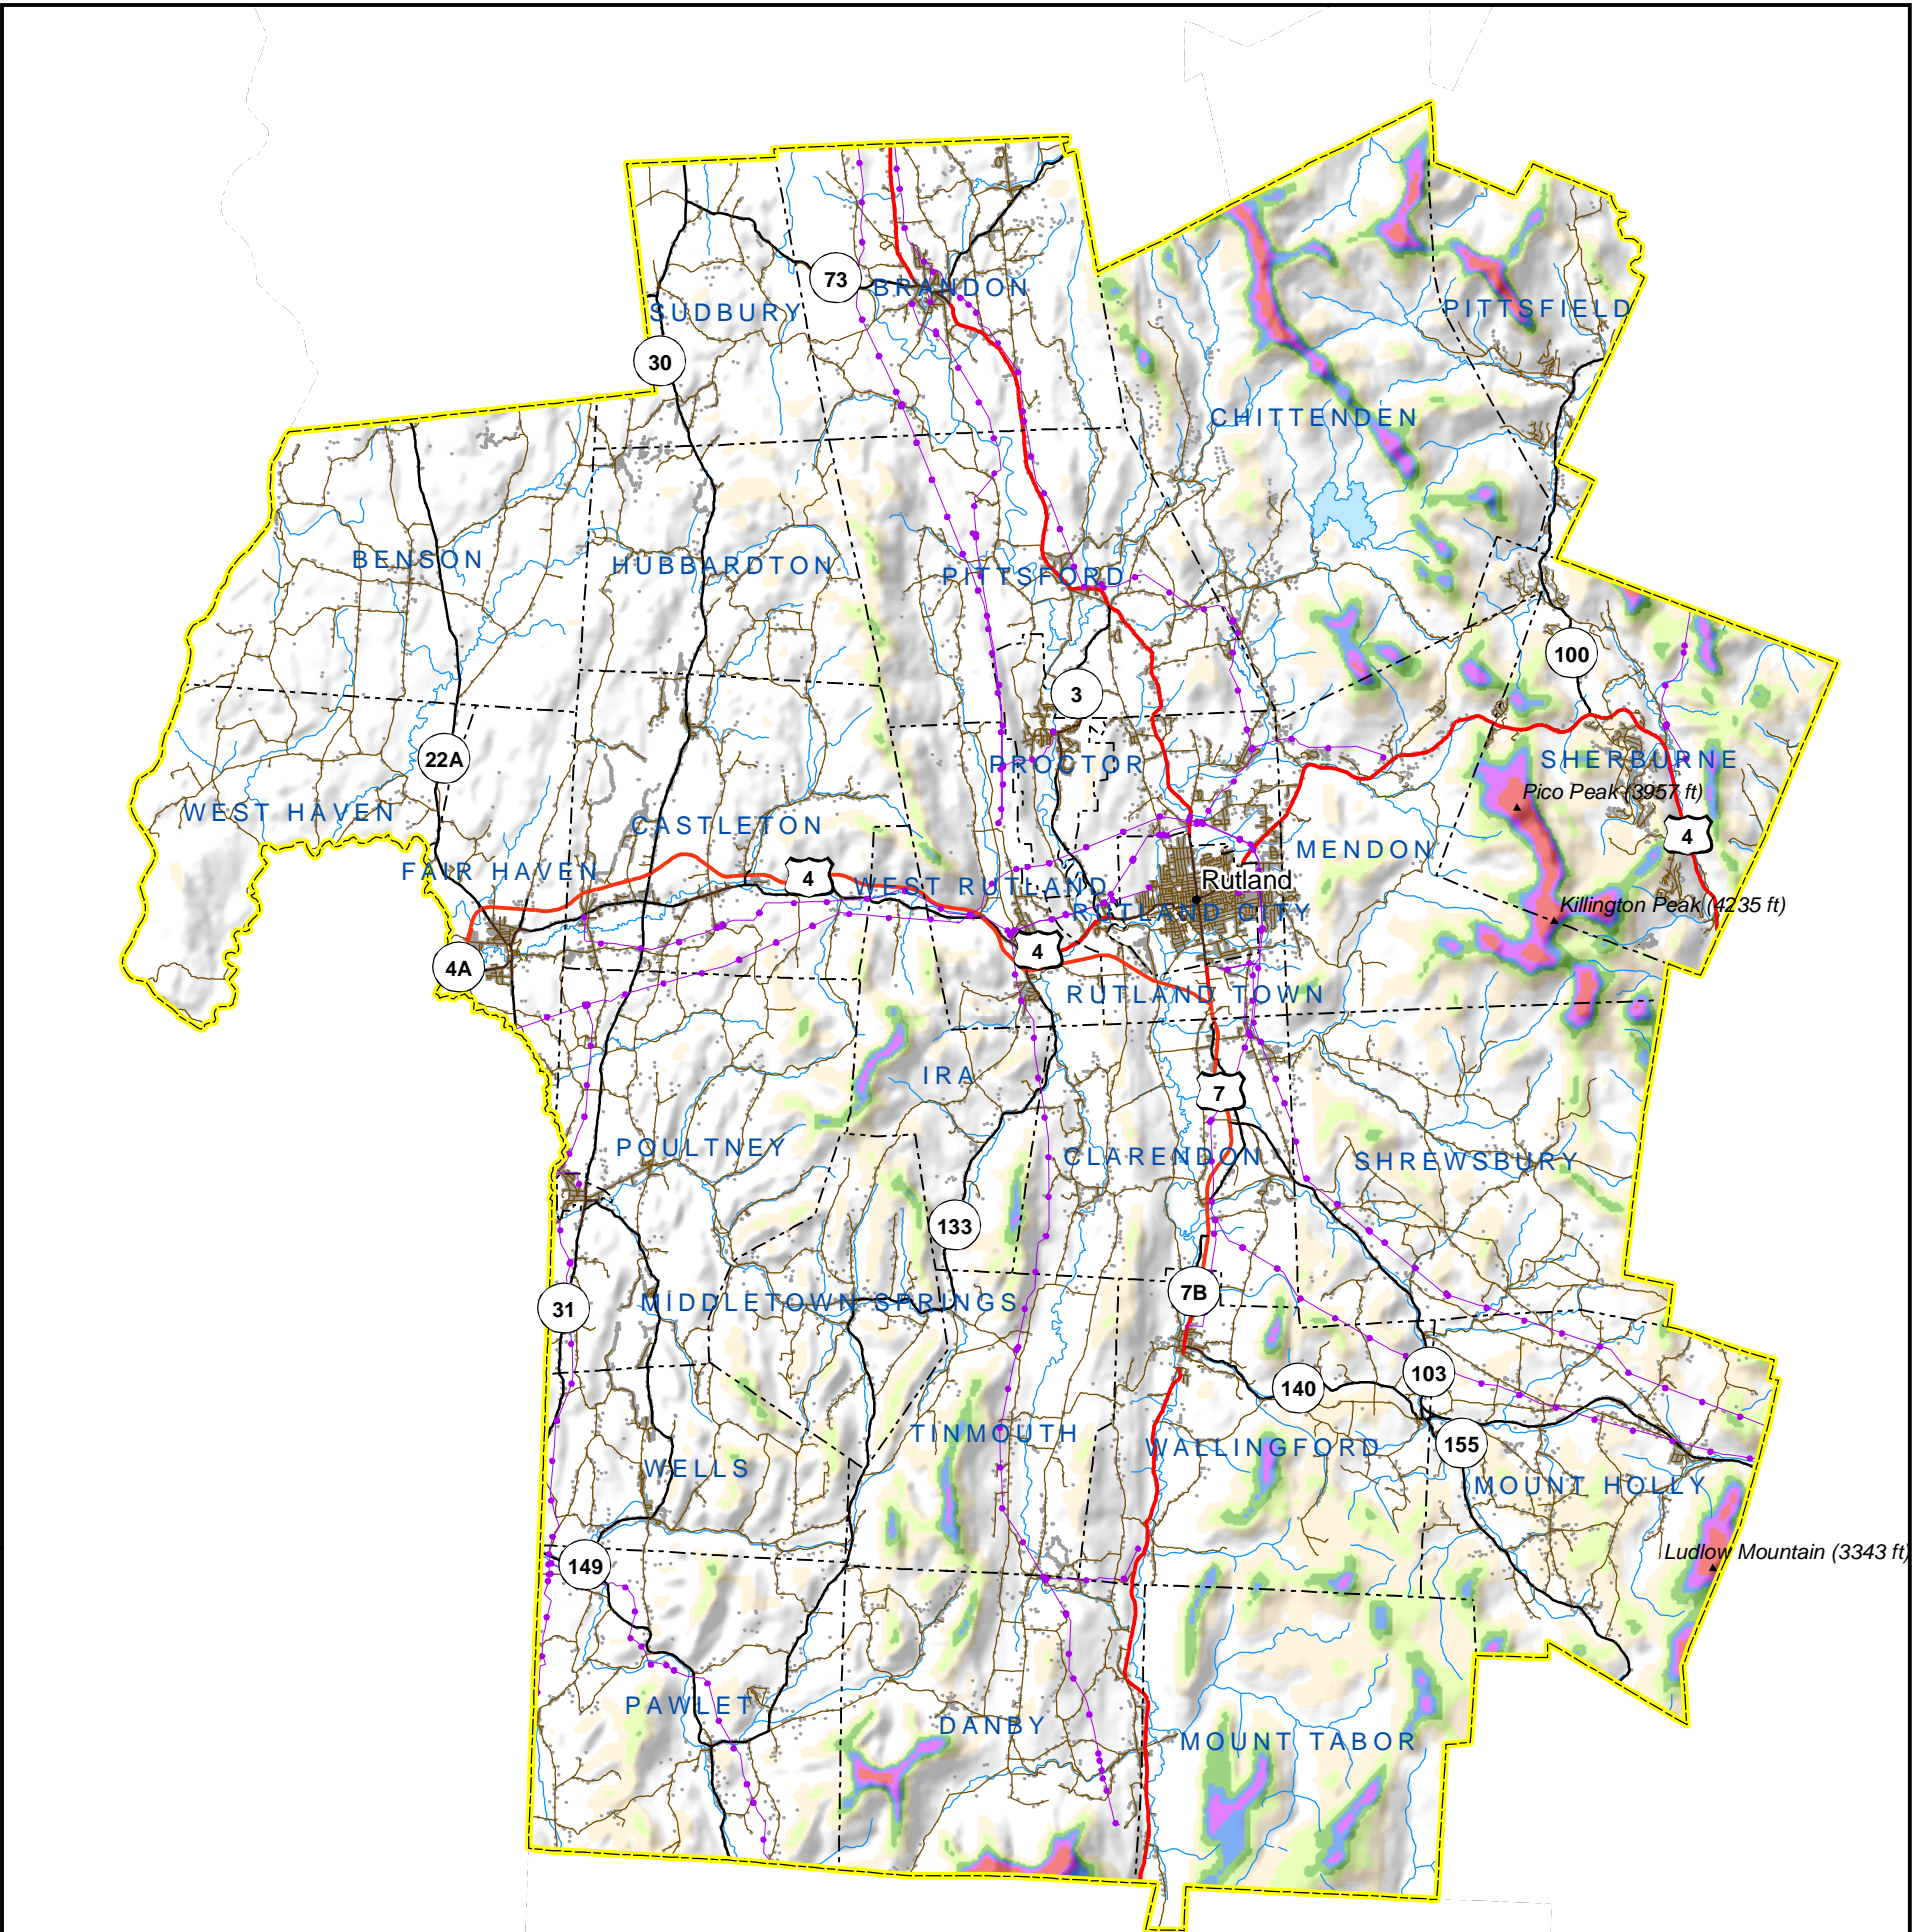 73
BRANDON
SUDBURY
PITTSFIELD
30
CHITTENDEN
BENSON
HUBBARDTON
PITTSFORD
100
3
22A
PROCTOR
SHERBURNE
Pico Peak (3957 ft)
WEST HAVEN
CASTLETON
4
MENDON
FAIR HAVEN
4
WEST RUTLAND
Rutland
RUTLAND CITY
Killington Peak (4235 ft)
4
4A
RUTLAND TOWN
IRA
7
POULTNEY
CLARENDON
SHREWSBURY
133
7B
31
MIDDLETOWN SPRINGS
103
140
TINMOUTH
WALLINGFORD
155
WELLS
MOUNT HOLLY
Ludlow Mountain (3343 ft)
149
PAWLET
DANBY
MOUNT TABOR